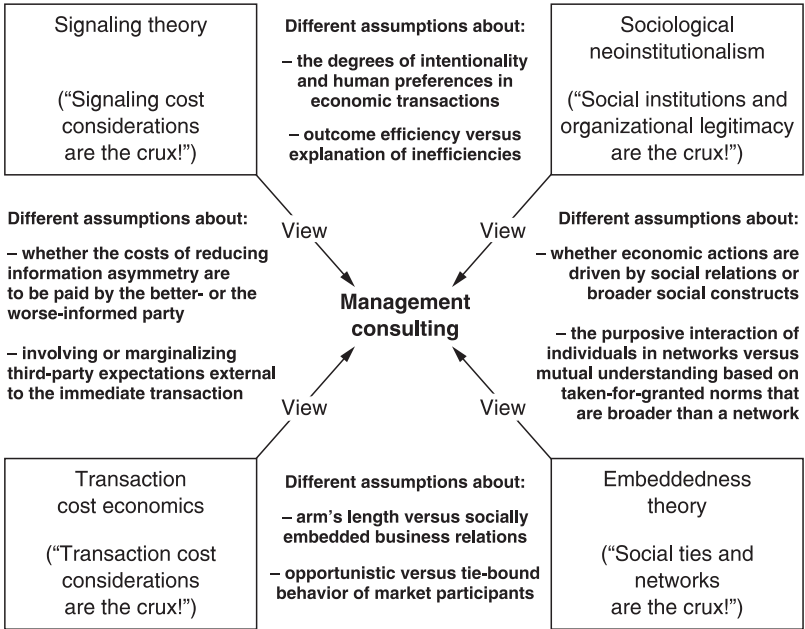 Signaling theory
(“Signaling cost
considerations
are the crux!”)
Different assumptions about:
– the degrees of intentionality
and human preferences in
economic transactions
– outcome efficiency versus
explanation of inefficiencies
Sociological
neoinstitutionalism
(“Social institutions and
organizational legitimacy
are the crux!”)
Different assumptions about:
– whether the costs of reducing
information asymmetry are
to be paid by the better- or the
worse-informed party
– involving or marginalizing
third-party expectations external
to the immediate transaction
View
View
Management
consulting
View
View
Different assumptions about:
– whether economic actions are
driven by social relations or
broader social constructs
– the purposive interaction of
individuals in networks versus
mutual understanding based on
taken-for-granted norms that
are broader than a network
Transaction
cost economics
(“Transaction cost
considerations
are the crux!”)
Different assumptions about:
– arm’s length versus socially
embedded business relations
– opportunistic versus tie-bound
behavior of market participants
Embeddedness
theory
(“Social ties and
networks
are the crux!”)